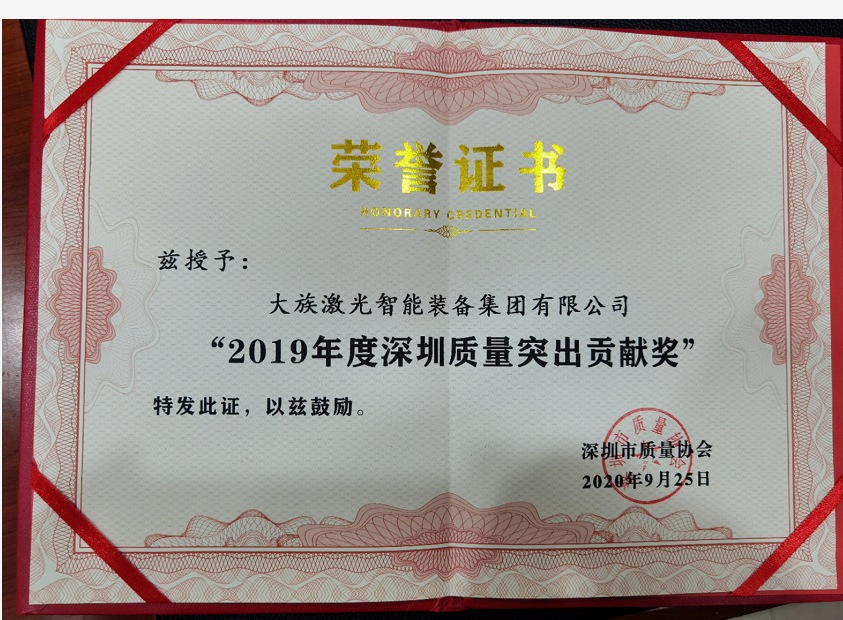 荣誉证书
HONORARY CREDENTIAL
兹授予：
大族激光智能装备集团有限公司
“2019年度深圳质量突出贡献奖”
特发此证，以兹鼓励。
深圳市质量协会
2020年9月25日